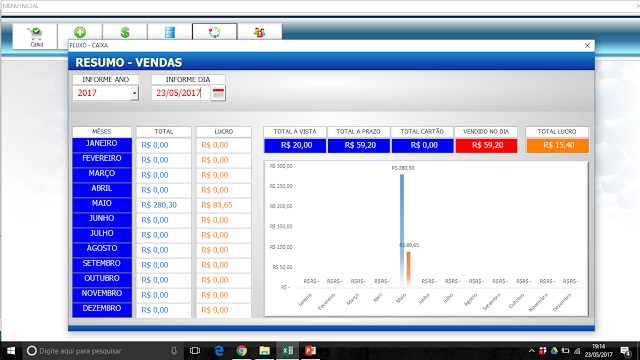 MENU INICIAL
Caixa
FLUXO - CAIXA
RESUMO - VENDAS
INFORME ANO INFORME DIA
2017 23/05/2017
MÊSES TOTAL LUCRO
JANEIRO R$ 0,00 R$ 0,00
FEVEREIRO R$ 0,00 R$ 0,00
MARÇO R$ 0,00 R$ 0,00
ABRIL R$ 0,00 R$ 0,00
MAIO R$ 280,30 R$ 89,65
JUNHO R$ 0,00 R$ 0,00
JULHO R$ 0,00 R$ 0,00
AGOSTO R$ 0,00 R$ 0,00
SETEMBRO R$ 0,00 R$ 0,00
OUTUBRO R$ 0,00 R$ 0,00
NOVEMBRO R$ 0,00 R$ 0,00
DEZEMBRO R$ 0,00 R$ 0,00
TOTAL A VISTA TOTAL A PRAZO TOTAL CARTÃO VENDIDO NO DIA TOTAL LUCRO
R$ 20,00 R$ 59,20 R$ 0,00 R$ 59,20 R$ 15,40
R$ 300,00
R$ 280,30
R$ 250,00
R$ 200,00
R$ 150,00
R$ 100,00
R$ 89,65
R$ 50,00
R$ -
R$ R$ - R$ R$ - R$ R$ - R$ R$ - R$ R$ - R$ R$ - R$ R$ - R$ R$ - R$ R$ - R$ R$ - R$ R$ -
Janeiro Fevereiro Março Abril Maio Junho Julho Agosto Setembro Outubro Novembro Dezembro
Digite aqui para pesquisar
19:14
23/05/2017